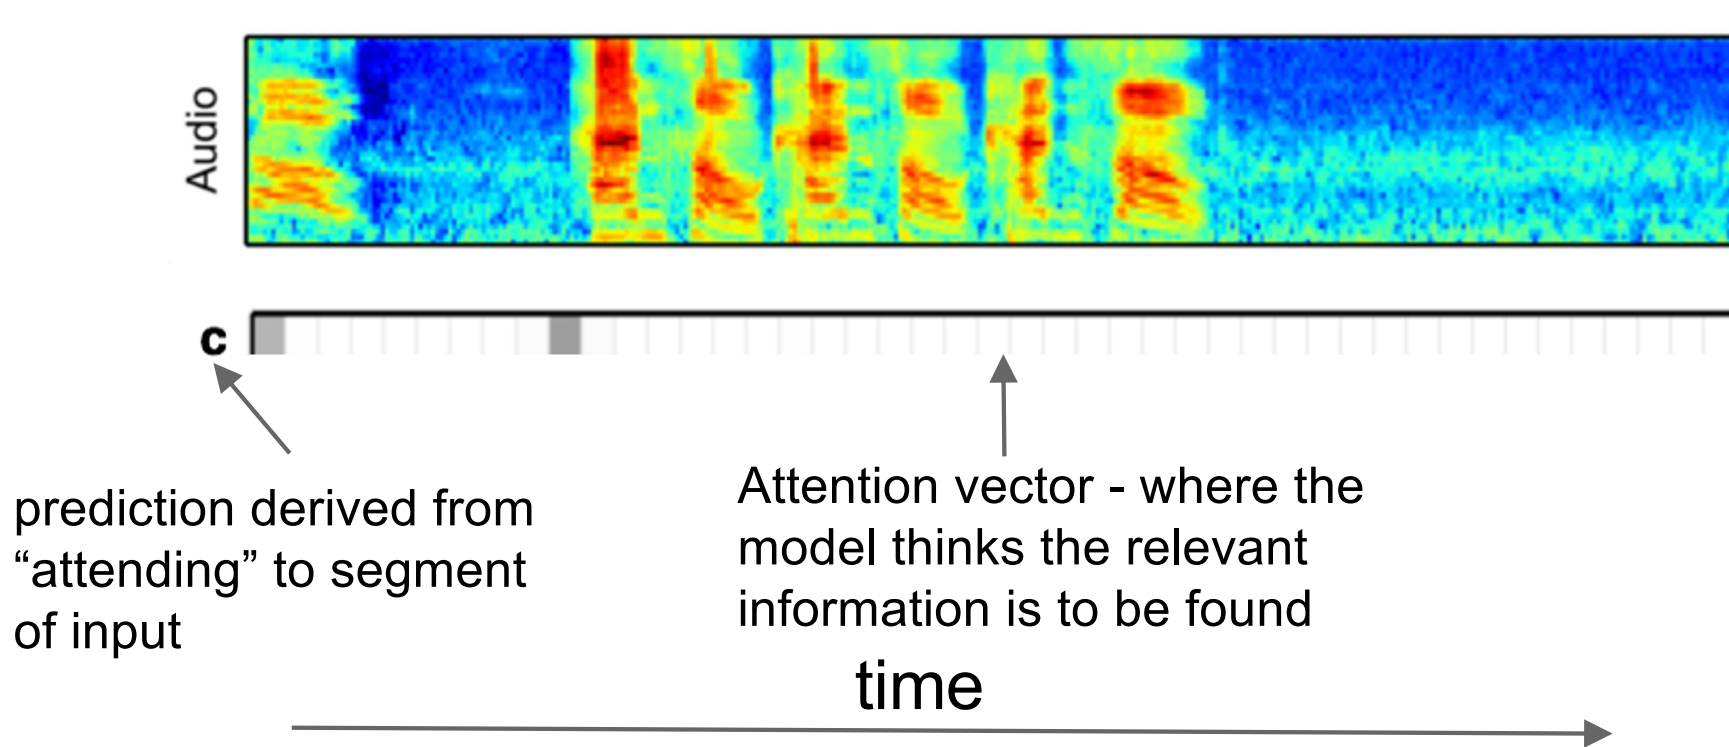 Audio
c
prediction derived from
“attending” to segment
of input
Attention vector - where the
model thinks the relevant
information is to be found
time